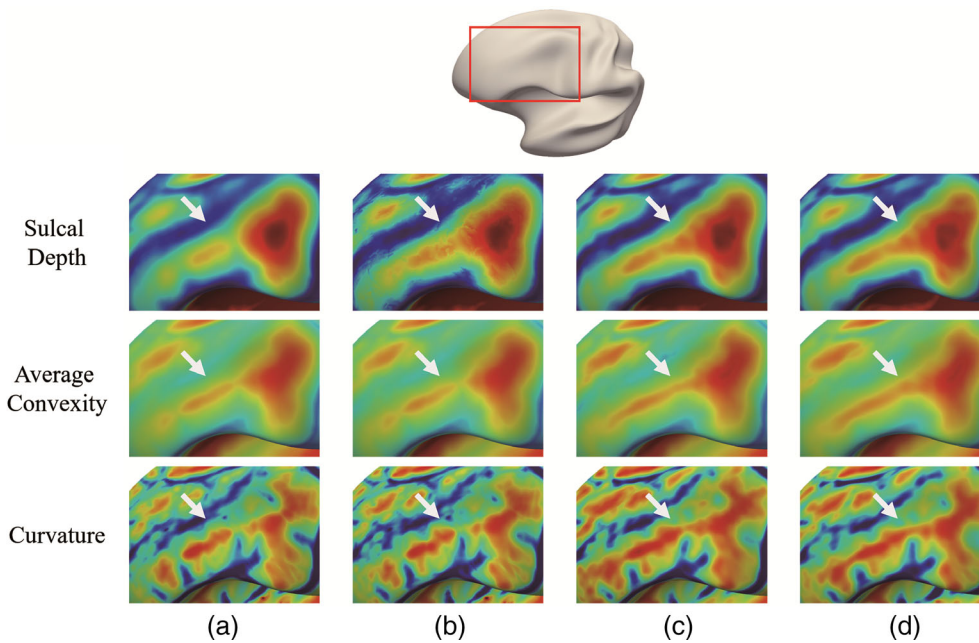 Sulcal
Depth
Average
Convexity
Curvature
(a) (b) (c) (d)